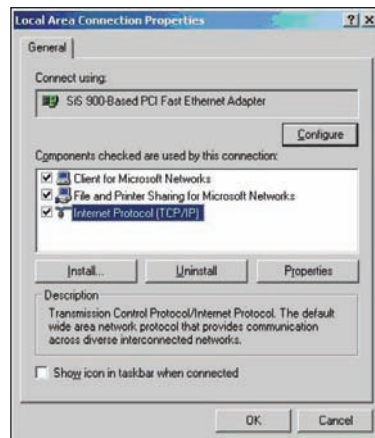 Local Area Connection Properties
General
Connect using:
SiS 900-Based PCI Fast Ethernet Adapter
Configure
Components checked are used by this connection:
Client for Microsoft Networks
File and Printer Sharing for Microsoft Networks
Internet Protocol (TCP/IP)
Install... Uninstall Properties
Description
Transmission Control Protocol/Internet Protocol. The default
wide area network protocol that provides communication
across diverse interconnected networks.
Show icon in taskbar when connected
OK Cancel